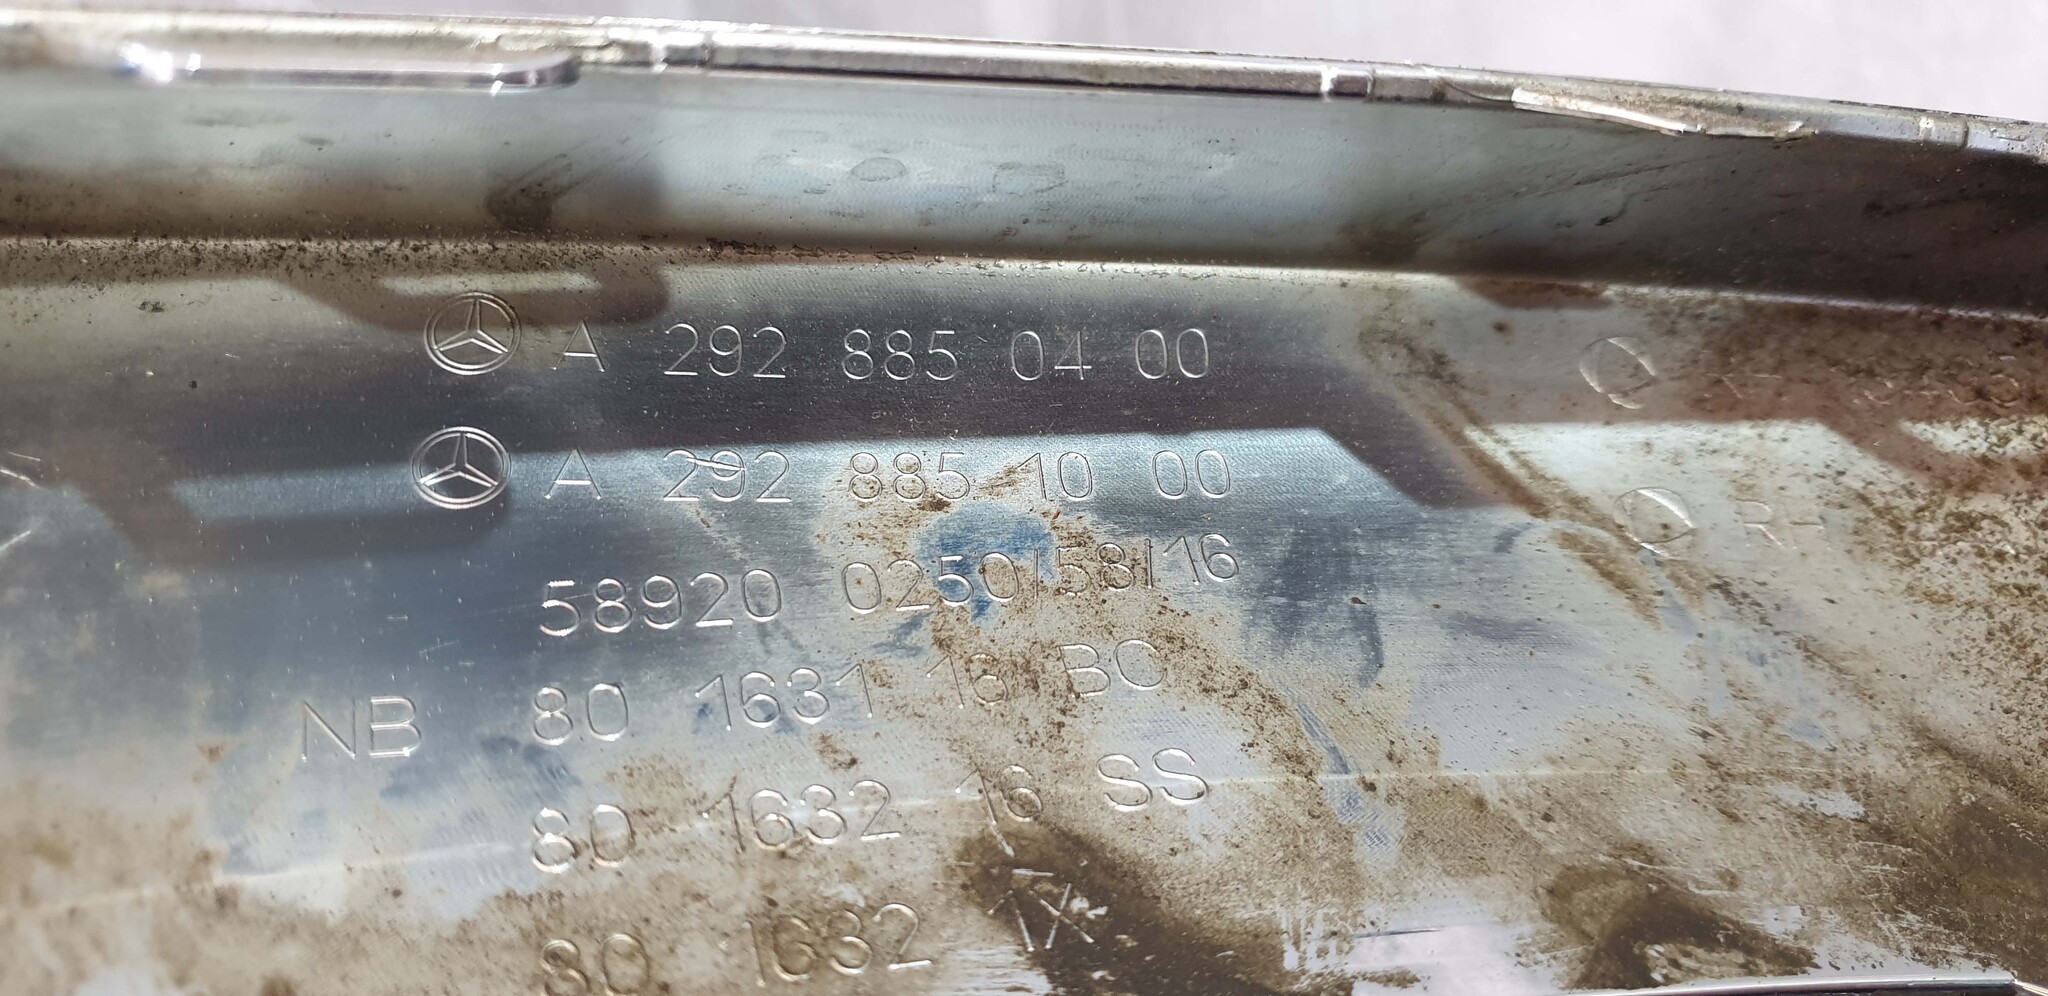 A 292 885 04 00
A 292 885 10 00
58920 0250/58/16
NB 80 1631 16 BC
80 1632 16 SS
80 1632